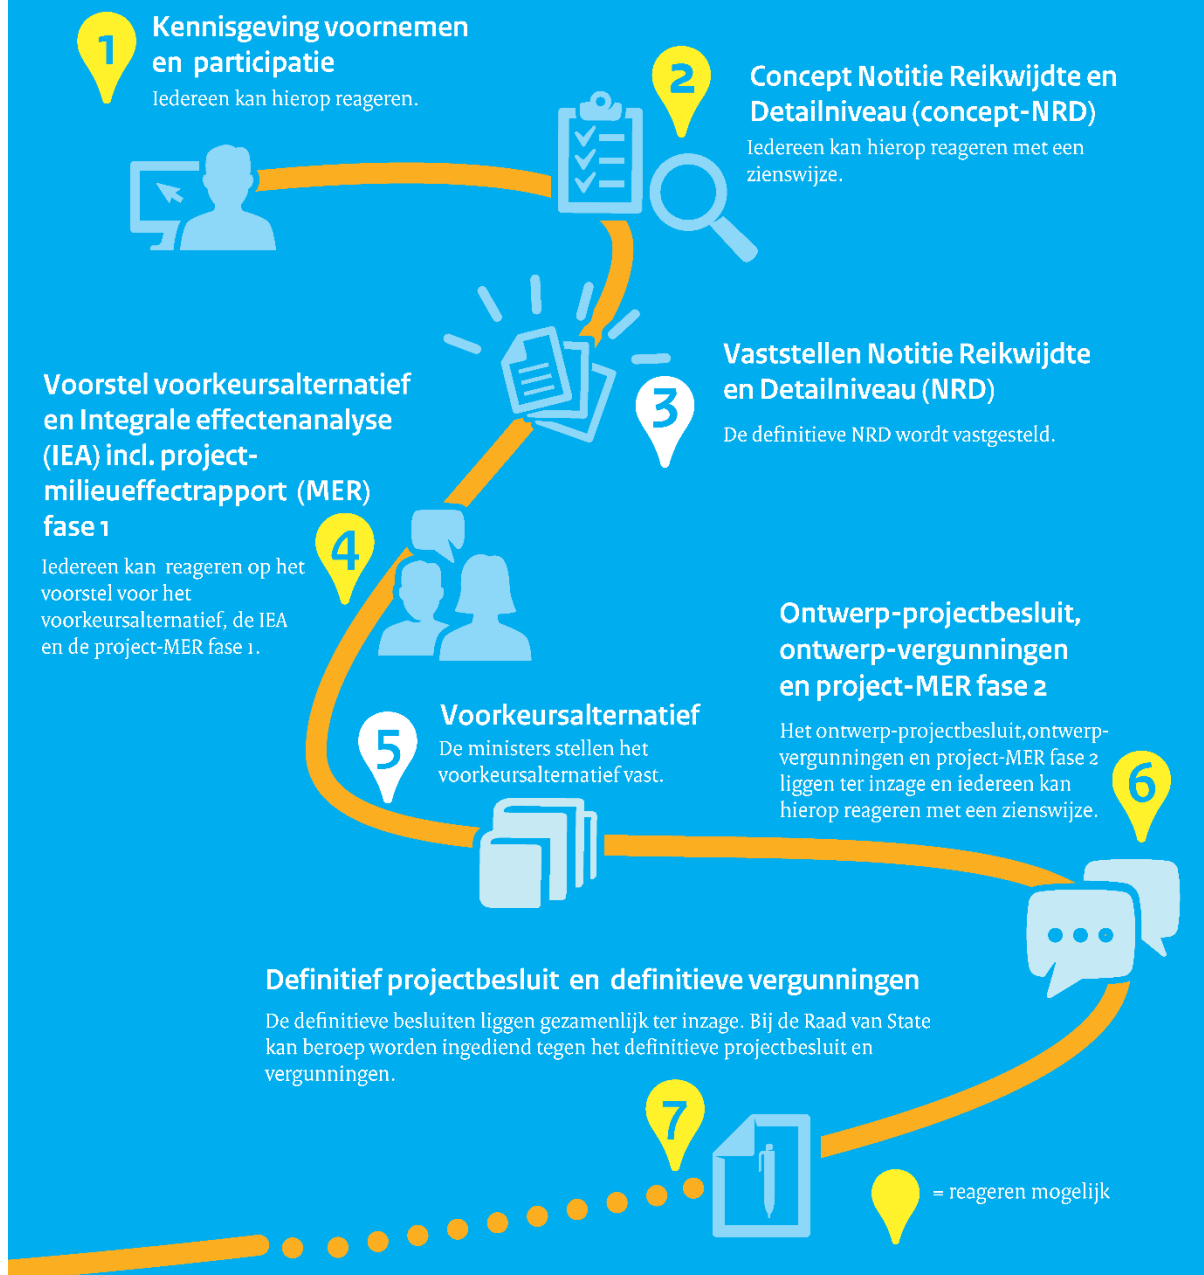 1
Kennisgeving voornemen
en participatie
Iedereen kan hierop reageren.
2
Concept Notitie Reikwijdte en
Detailniveau (concept-NRD)
Iedereen kan hierop reageren met een
zienswijze.
3
Vaststellen Notitie Reikwijdte
en Detailniveau (NRD)
De definitieve NRD wordt vastgesteld.
Voorstel voorkeursalternatief
en Integrale effectenanalyse
(IEA) incl. project-
milieueffectrapport (MER)
fase 1
4
Iedereen kan reageren op het
voorstel voor het
voorkeursalternatief, de IEA
en de project-MER fase 1.
5
Voorkeursalternatief
De ministers stellen het
voorkeursalternatief vast.
Ontwerp-projectbesluit,
ontwerp-vergunningen
en project-MER fase 2
Het ontwerp-projectbesluit,ontwerp-
vergunningen en project-MER fase 2
liggen ter inzage en iedereen kan
hierop reageren met een zienswijze.
6
Definitief projectbesluit en definitieve vergunningen
De definitieve besluiten liggen gezamenlijk ter inzage. Bij de Raad van State
kan beroep worden ingediend tegen het definitieve projectbesluit en
vergunningen.
7
= reageren mogelijk